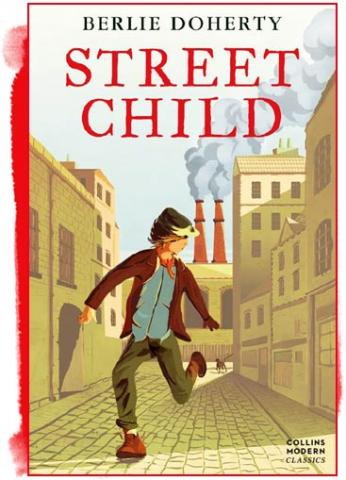 BERLIE DOHERTY
STREET
CHILD
COLLINS
MODERN
CLASSICS